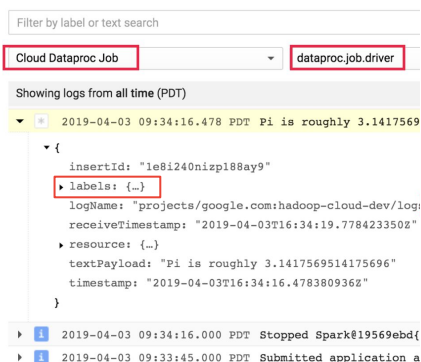 Filter by label or text search
Cloud Dataproc Job dataproc.job.driver
Showing logs from all time (PDT)
2019-04-03 09:34:16.478 PDT Pi is roughly 3.1417569
{
insertId: "1e8i240nizp188ay9"
labels: {…}
logName: "projects/google.com:hadoop-cloud-dev/logs
receiveTimestamp: "2019-04-03T16:34:19.778423350Z"
resource: {…}
textPayload: "Pi is roughly 3.1417569514175696"
timestamp: "2019-04-03T16:34:16.478380936Z"
}
i 2019-04-03 09:34:16.000 PDT Stopped Spark@19569ebd{
i 2019-04-03 09:33:45.000 PDT Submitted application a